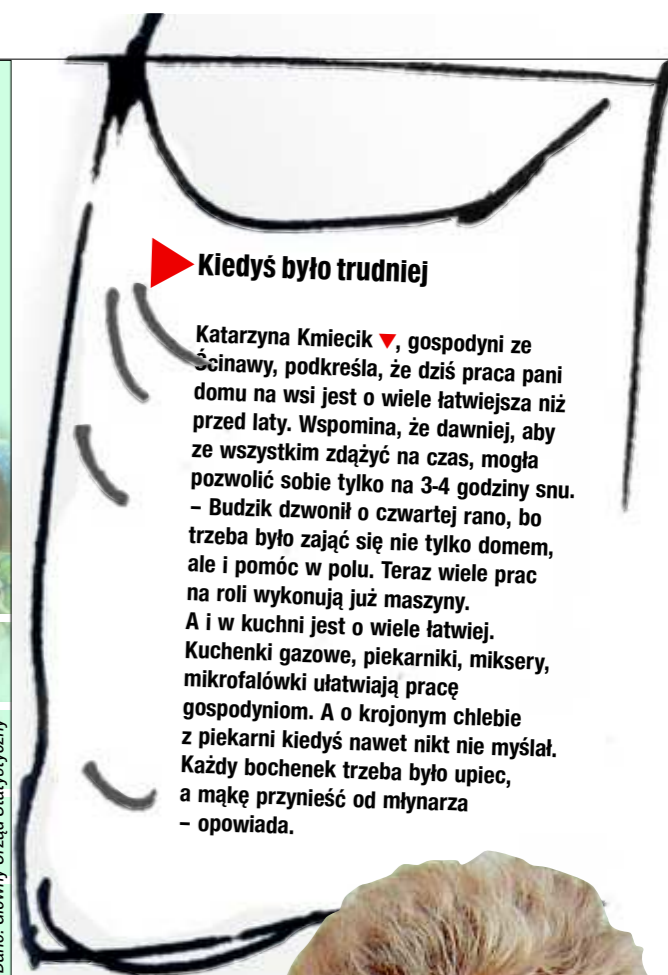 Kiedyś było trudniej
Katarzyna Kmiecik ▼, gospodyni ze
Ścinawy, podkreśla, że dziś praca pani
domu na wsi jest o wiele łatwiejsza niż
przed laty. Wspomina, że dawniej, aby
ze wszystkim zdążyć na czas, mogła
pozwolić sobie tylko na 3-4 godziny snu.
– Budzik dzwonił o czwartej rano, bo
trzeba było zająć się nie tylko domem,
ale i pomóc w polu. Teraz wiele prac
na roli wykonują już maszyny.
A i w kuchni jest o wiele łatwiej.
Kuchenki gazowe, piekarniki, miksery,
mikrofalówki ułatwiają pracę
gospodyniom. A o krojonym chlebie
z piekarni kiedyś nawet nikt nie myślał.
Każdy bochenek trzeba było upiec,
a mąkę przynieść od młynarza
– opowiada.
Dane: Główny Urząd Statystyczny